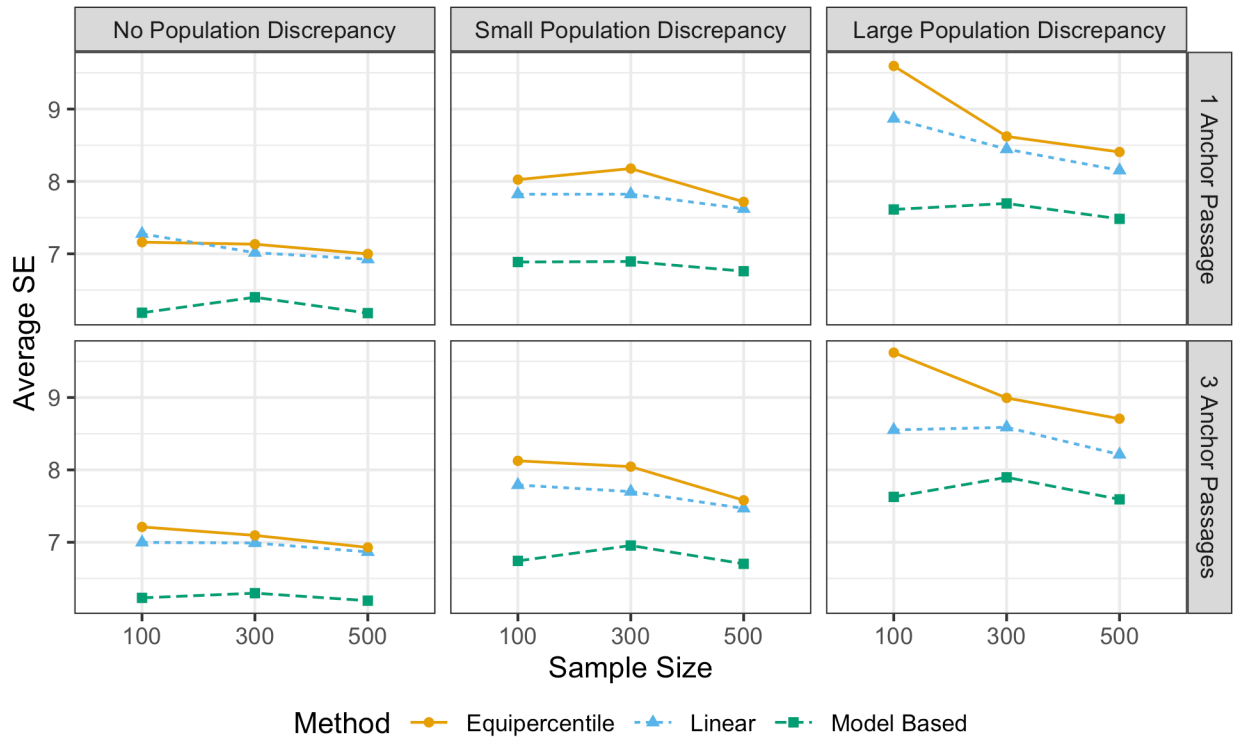 No Population Discrepancy
Small Population Discrepancy
Large Population Discrepancy
9
8
7
1 Anchor Passage
Average SE
9
8
7
3 Anchor Passages
100
300
500
100
300
500
100
300
500
Sample Size
Method
Equipercentile
Linear
Model Based